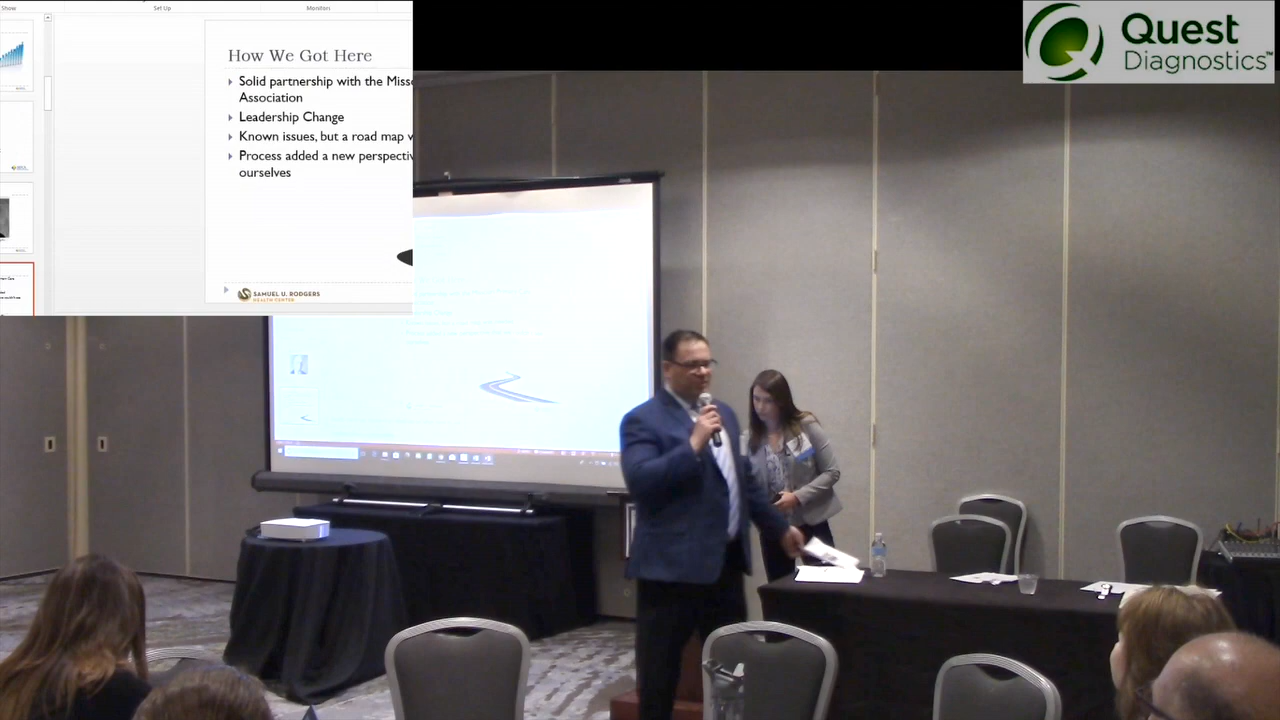 Show
Set Up
Monitors
How We Got Here
Solid partnership with the Misso
Association
Leadership Change
Known issues, but a road map w
Process added a new perspectiv
ourselves
SAMUEL U. RODGERS
HEALTH CENTER
Quest
Diagnostics™